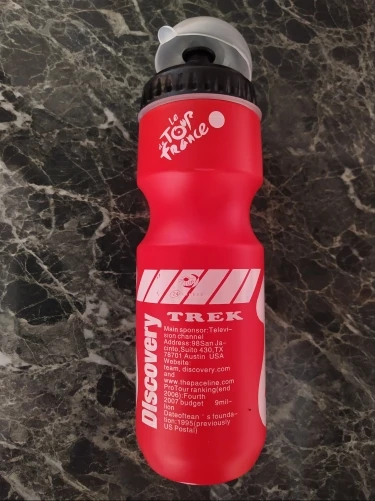 Le
Tour
de
France
TREK
Discovery
Main sponsor:Televi-
sion channel
Address:98San Ja-
cinto,Suito 430,TX
78701 Austin USA
Website:
team, discovery.com
and
www.thepaceline.com
ProTour ranking(end
2006):Fourth
2007 budget 9mil-
lion
Dateofteam's founda-
tion:1995(previously
US Postal)